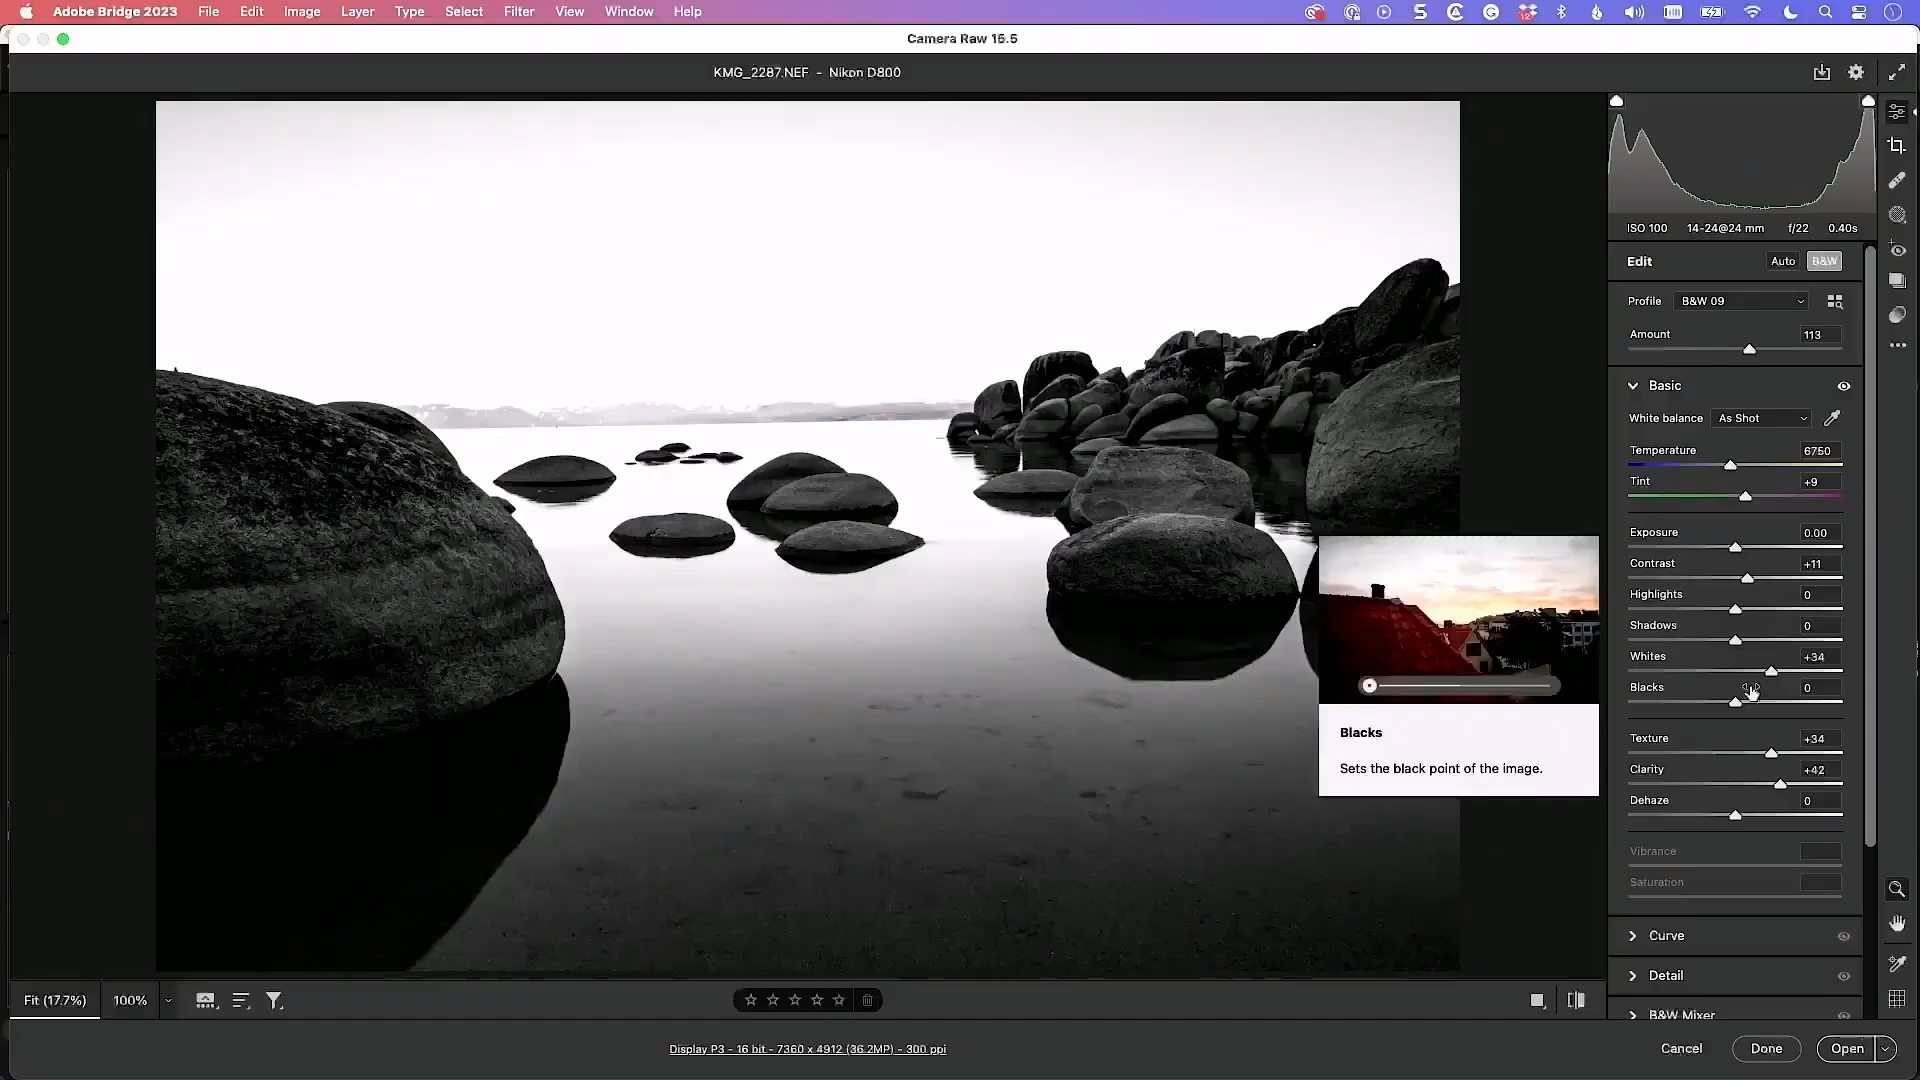 Adobe Bridge 2023 File Edit Image Layer Type Select Filter View Window Help
Camera Raw 15.5
KMG_2287.NEF - Nikon D800
ISO 100 14-24@24 mm f/22 0.40s
Edit Auto B&W
Profile B&W 09
Amount 113
Basic
White balance As Shot
Temperature 6750
Tint +9
Exposure 0.00
Contrast +11
Highlights 0
Shadows 0
Whites +34
Blacks 0
Blacks
Sets the black point of the image.
Texture +34
Clarity +42
Dehaze 0
Vibrance
Saturation
Curve
Detail
B&W Mixer
Fit (17.7%) 100%
Display P3 - 16 bit - 7360 x 4912 (36.2MP) - 300 ppi
Cancel Done Open